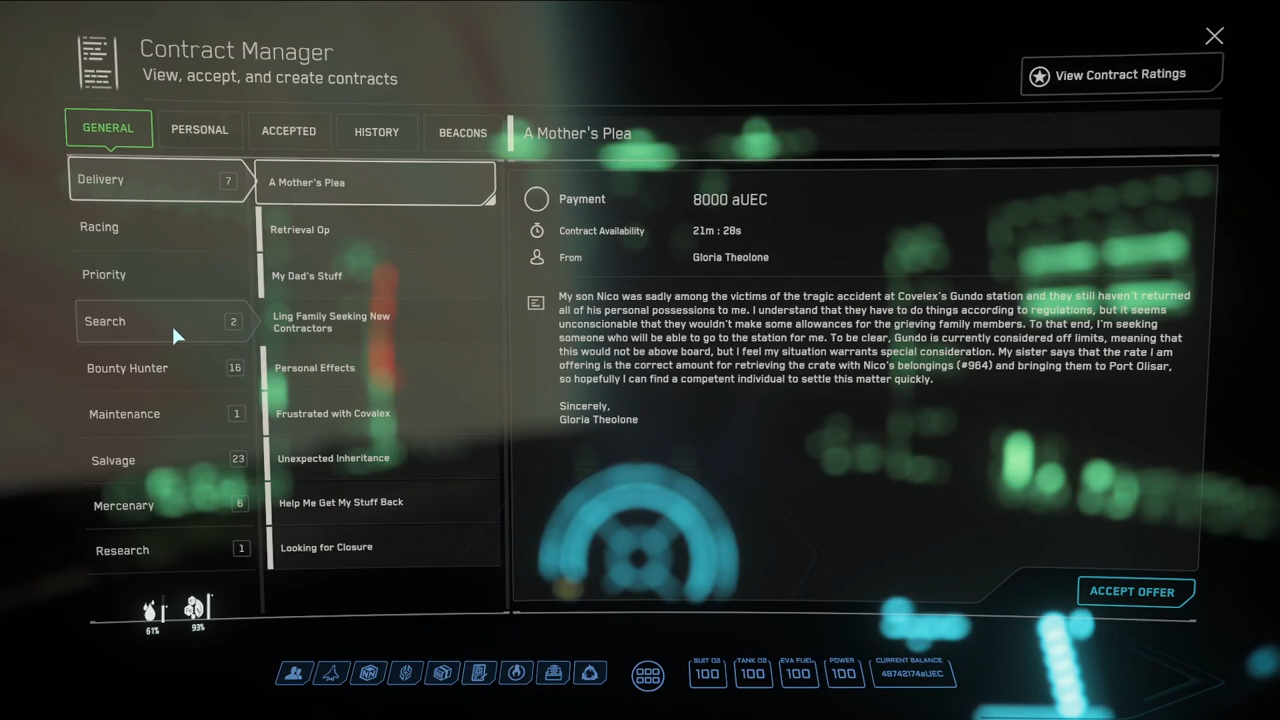 Contract Manager
View, accept, and create contracts
View Contract Ratings
GENERAL
PERSONAL
ACCEPTED
HISTORY
BEACONS
Delivery 7
Racing
Priority
Search 2
Bounty Hunter 16
Maintenance 1
Salvage 23
Mercenary 6
Research 1
A Mother's Plea
Retrieval Op
My Dad's Stuff
Ling Family Seeking New
Contractors
Personal Effects
Frustrated with Covalex
Unexpected Inheritance
Help Me Get My Stuff Back
Looking for Closure
A Mother's Plea
Payment 8000 aUEC
Contract Availability 21m : 28s
From Gloria Theolone
My son Nico was sadly among the victims of the tragic accident at Covelex's Gundo station and they still haven't returned
all of his personal possessions to me. I understand that they have to do things according to regulations, but it seems
unconscionable that they wouldn't make some allowances for the grieving family members. To that end, I'm seeking
someone who will be able to go to the station for me. To be clear, Gundo is currently considered off limits, meaning that
this would not be above board, but I feel my situation warrants special consideration. My sister says that the rate I am
offering is the correct amount for retrieving the crate with Nico's belongings (#964) and bringing them to Port Olisar,
so hopefully I can find a competent individual to settle this matter quickly.
Sincerely,
Gloria Theolone
ACCEPT OFFER
61%
93%
SUIT O2 100
TANK O2 100
EVA FUEL 100
POWER 100
CURRENT BALANCE
48742174aUEC